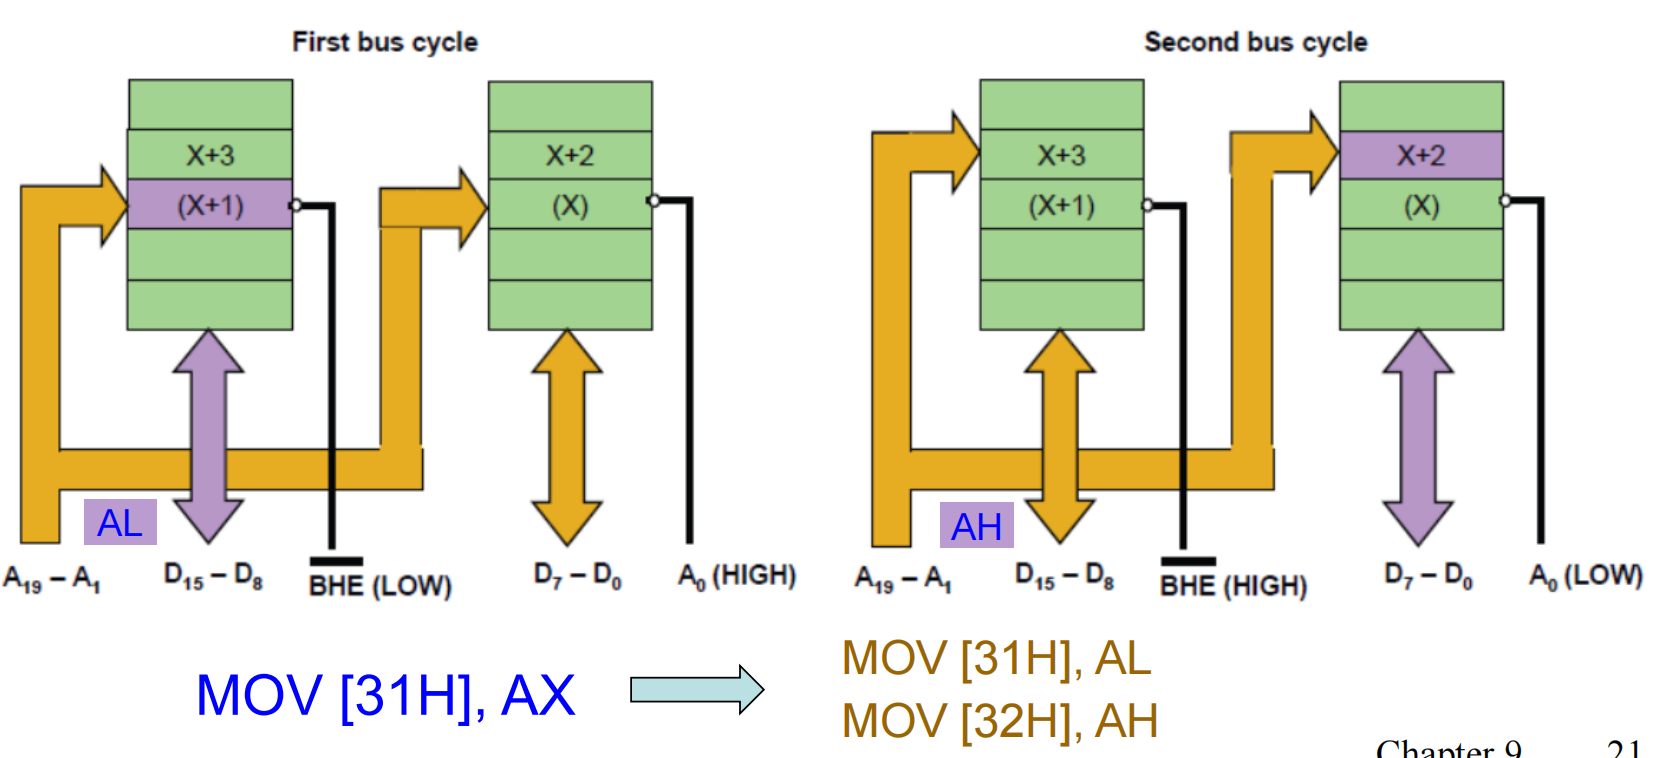 First bus cycle
X+3
(X+1)
X+2
(X)
AL
A19 – A1
D15 – D8
BHE (LOW)
D7 – D0
A0 (HIGH)
Second bus cycle
X+3
(X+1)
X+2
(X)
AH
A19 – A1
D15 – D8
BHE (HIGH)
D7 – D0
A0 (LOW)
MOV [31H], AX
MOV [31H], AL
MOV [32H], AH
Chapter 9 21